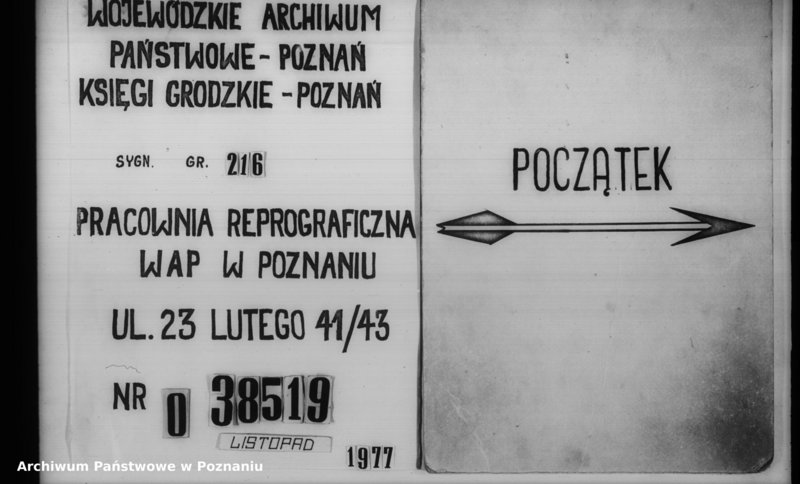 WOJEWÓDZKIE ARCHIWUM
PAŃSTWOWE - POZNAŃ
KSIĘGI GRODZKIE - POZNAŃ
SYGN. GR. 216
PRACOWNIA REPROGRAFICZNA
WAP W POZNANIU
UL. 23 LUTEGO 41/43
NR 0 38519
LISTOPAD
1977
POCZĄTEK
Archiwum Państwowe w Poznaniu